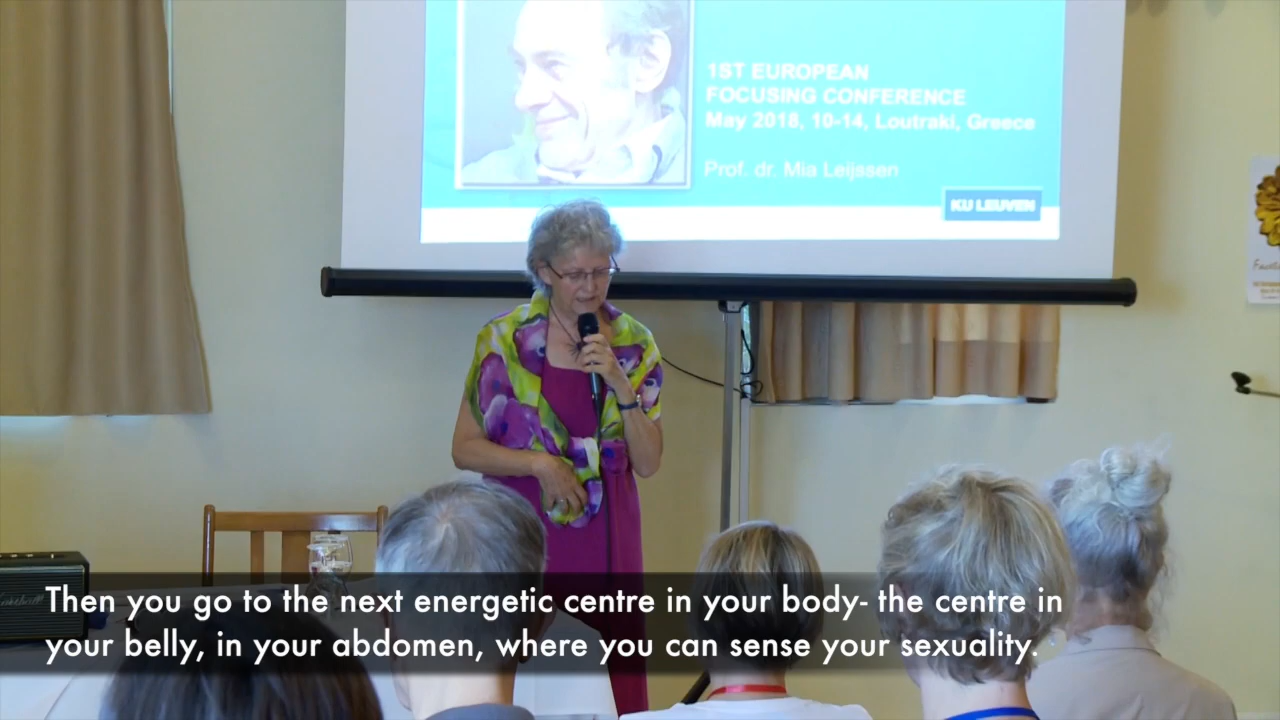 1ST EUROPEAN
FOCUSING CONFERENCE
May 2018, 10-14, Loutraki, Greece
Prof. dr. Mia Leijssen
KU LEUVEN
Then you go to the next energetic centre in your body- the centre in
your belly, in your abdomen, where you can sense your sexuality.